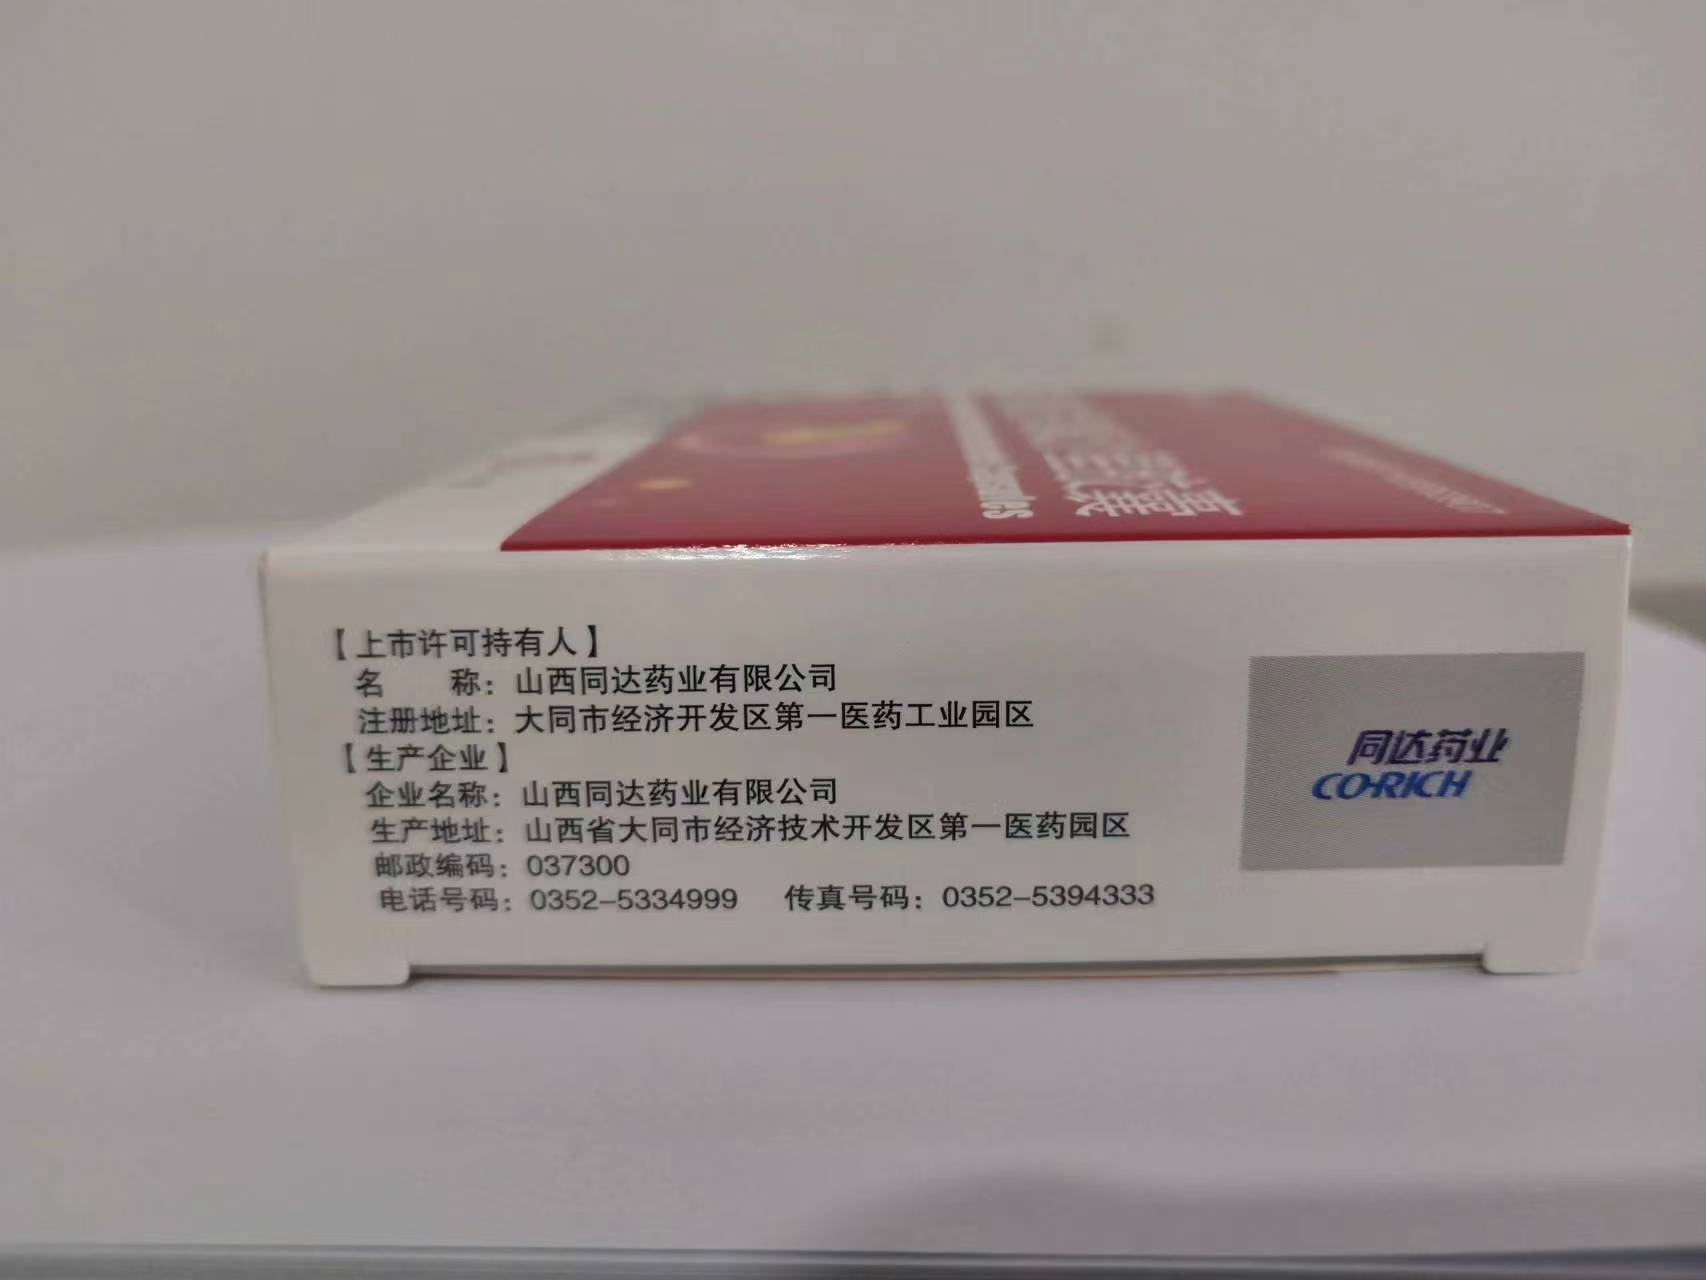 【上市许可持有人】
名 称：山西同达药业有限公司
注册地址：大同市经济开发区第一医药工业园区
【生产企业】
企业名称：山西同达药业有限公司
生产地址：山西省大同市经济技术开发区第一医药园区
邮政编码：037300
电话号码：0352-5334999 传真号码：0352-5394333
同达药业
CO-RICH